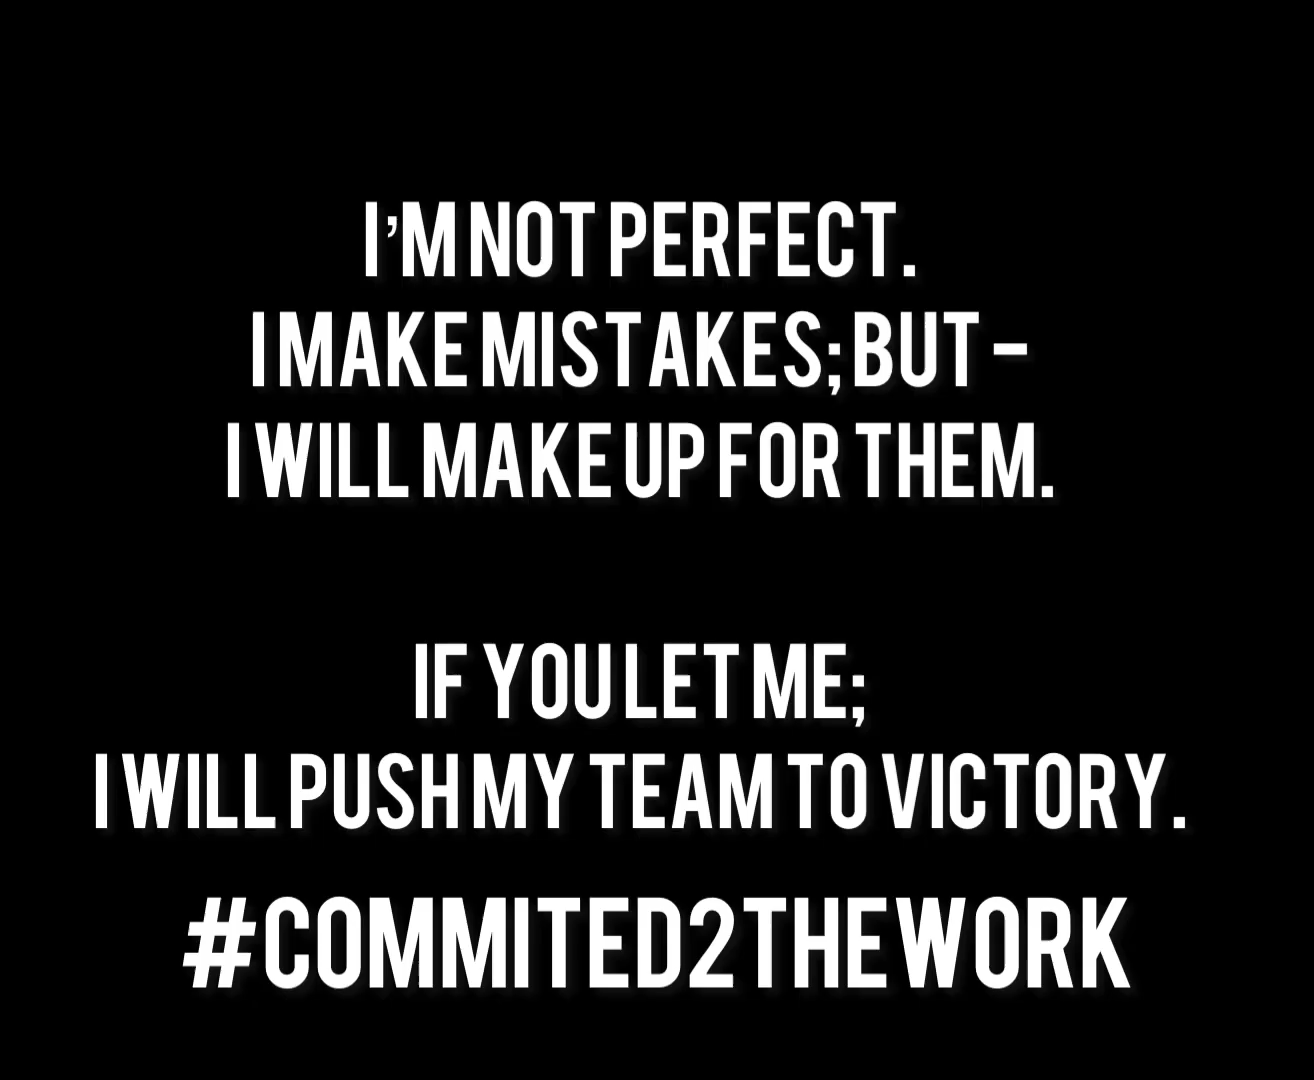 I'M NOT PERFECT.
I MAKE MISTAKES; BUT –
I WILL MAKE UP FOR THEM.
IF YOU LET ME;
I WILL PUSH MY TEAM TO VICTORY.
#COMMITED2THEWORK